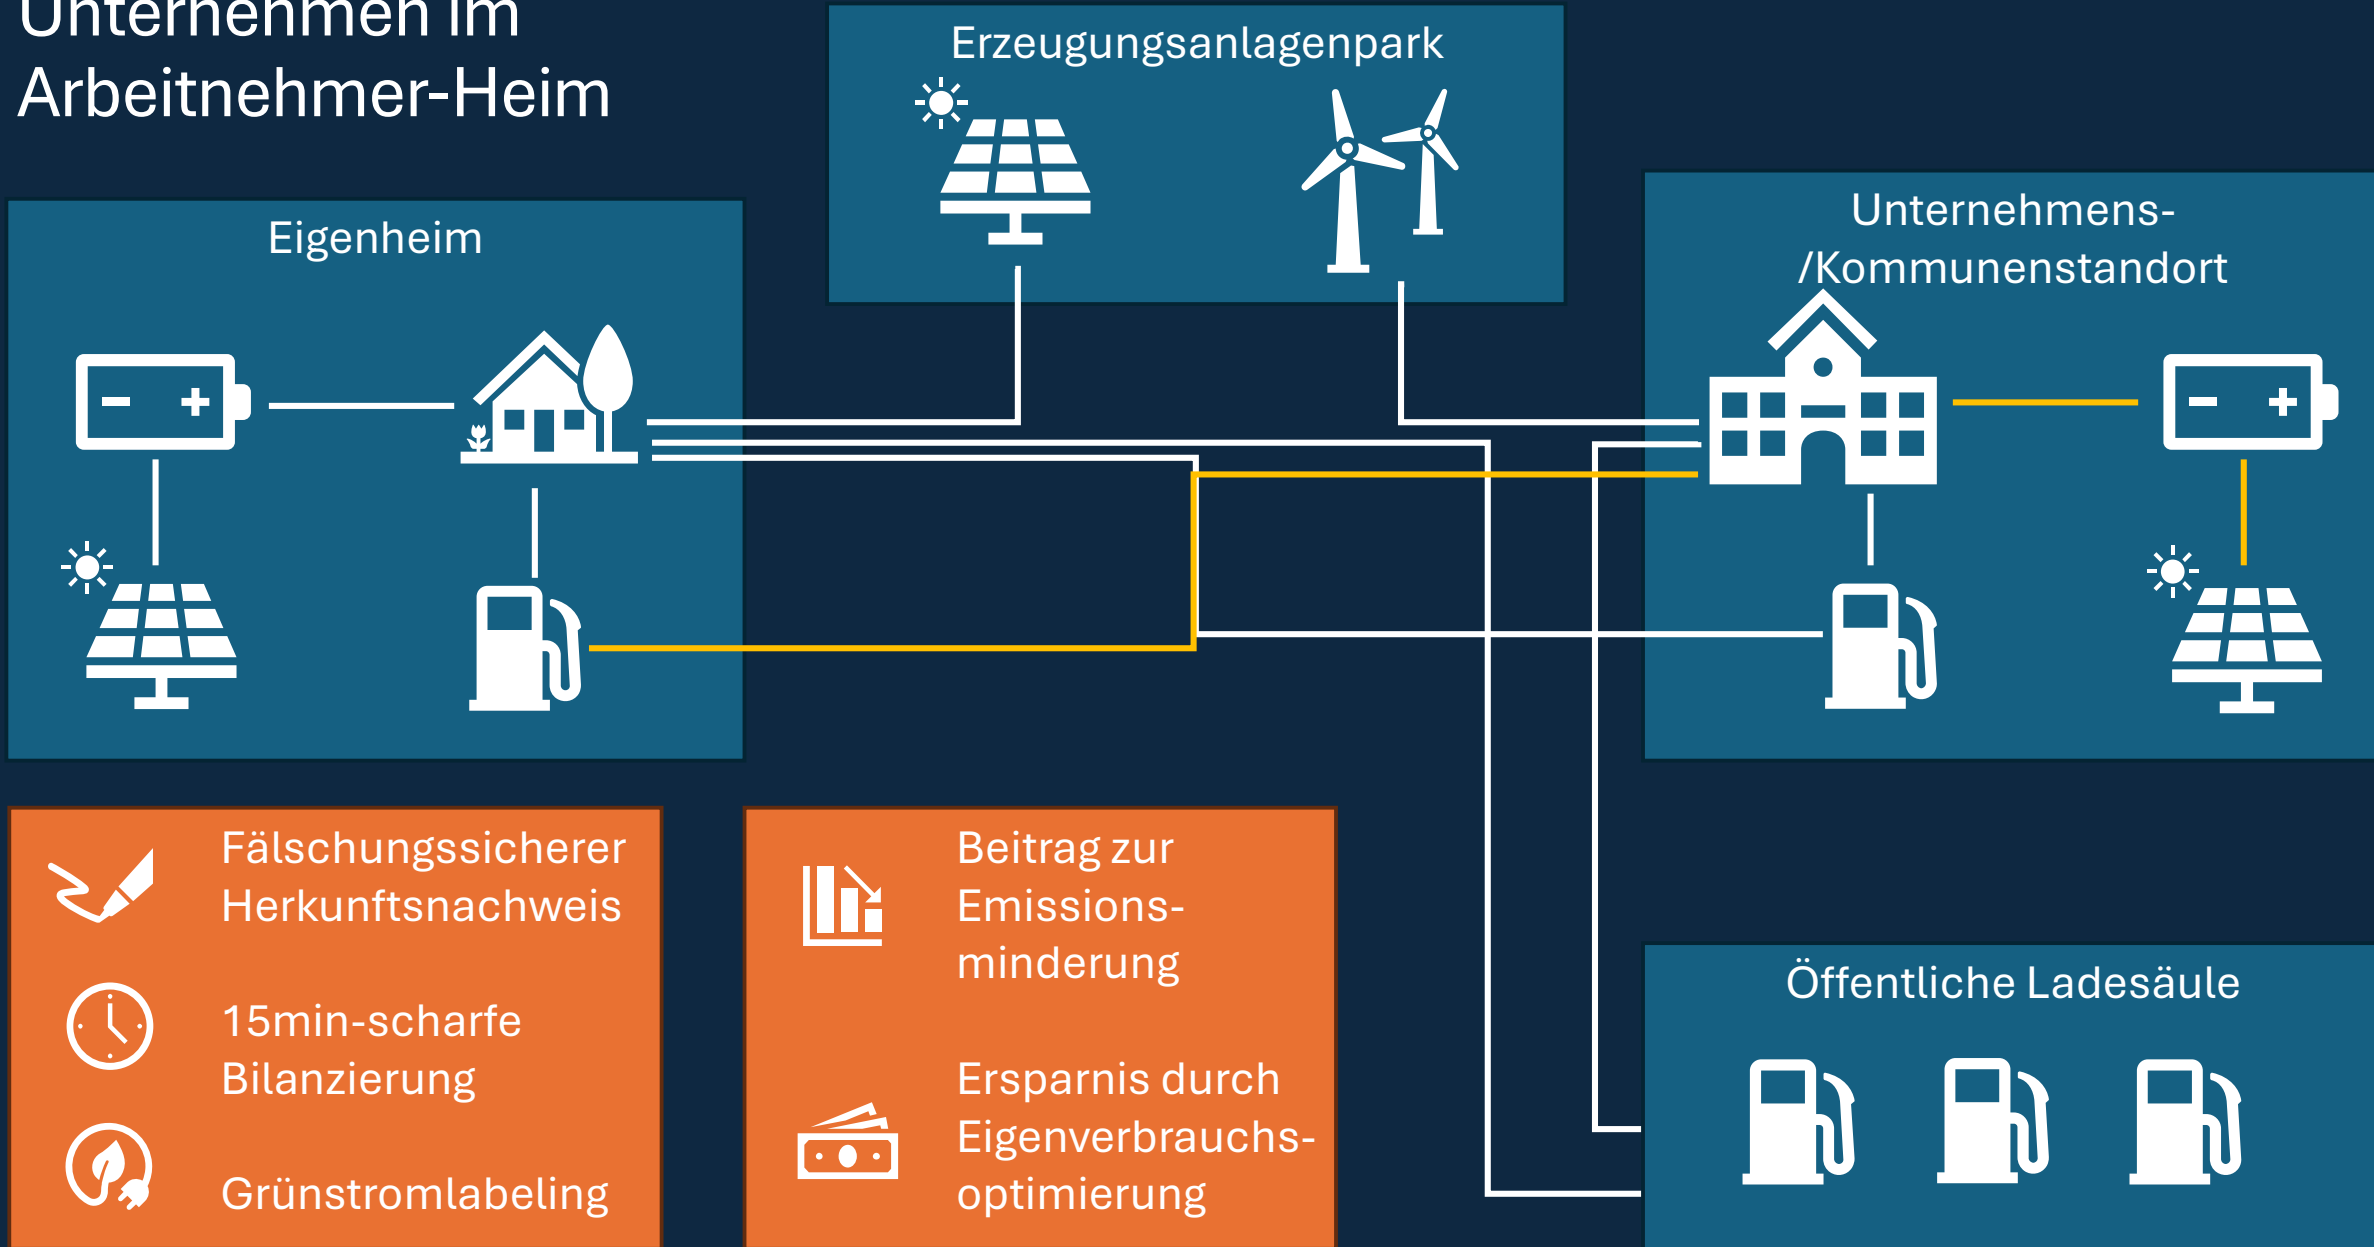 Unternehmen im
Arbeitnehmer-Heim
Erzeugungsanlagenpark
Eigenheim
Unternehmens-
/Kommunenstandort
Fälschungssicherer
Herkunftsnachweis
15min-scharfe
Bilanzierung
Grünstromlabeling
Beitrag zur
Emissions-
minderung
Ersparnis durch
Eigenverbrauchs-
optimierung
Öffentliche Ladesäule